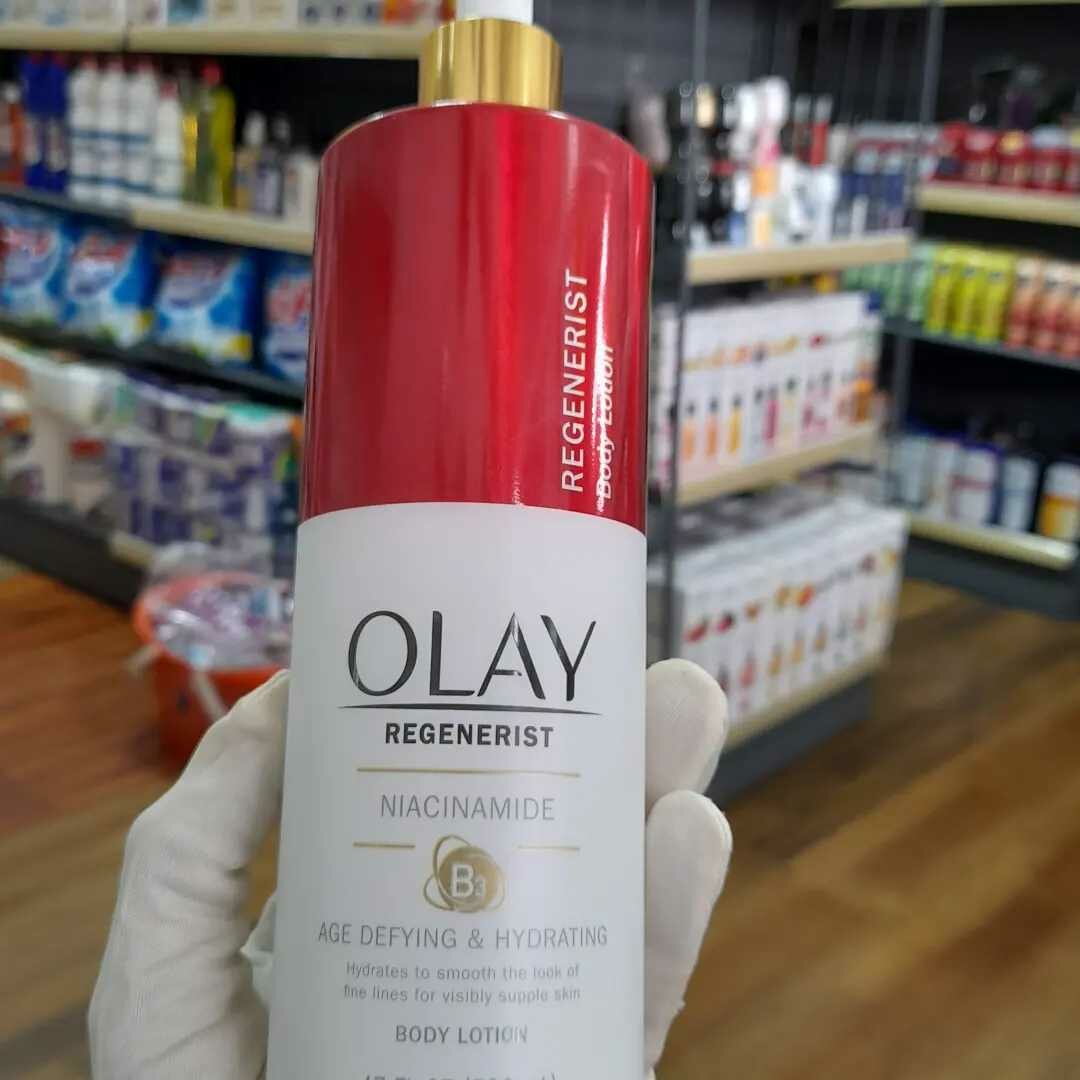 REGENERIST
Body Lotion
OLAY
REGENERIST
NIACINAMIDE
B3
AGE DEFYING & HYDRATING
Hydrates to smooth the look of
fine lines for visibly supple skin
BODY LOTION